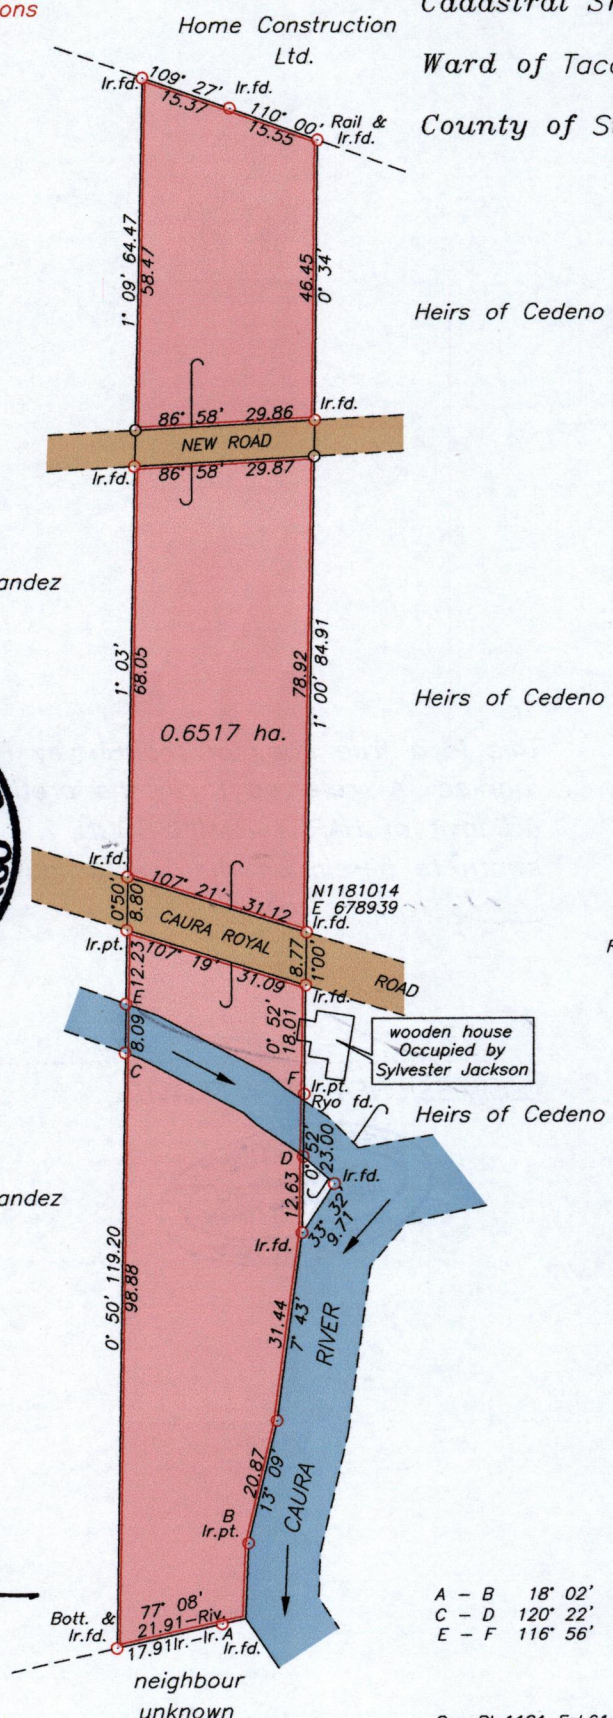 ons
Home Construction
Ltd.
Cadastral
Ward of Tac
County of S
Ir.fd.
109° 27'
Ir.fd.
15.37
110° 00'
15.55
Rail &
Ir.fd.
1° 09' 64.47
58.47
46.45
0° 34'
Heirs of Cedeno
Ir.fd.
86° 58' 29.86
NEW ROAD
86° 58' 29.87
Ir.fd.
andez
1° 03'
68.05
78.92
1° 00' 84.91
Heirs of Cedeno
0.6517 ha.
Ir.fd.
107° 21'
31.12
N1181014
E 678939
Ir.fd.
0°50'
8.80
CAURA ROYAL
ROAD
8.77
1°00'
Ir.pt.
107° 19'
31.09
Ir.fd.
12.23
E
8.09
C
0° 52'
18.01
wooden house
Occupied by
Sylvester Jackson
F
Ir.pt.
Ryo fd.
Heirs of Cedeno
0° 52'
23.00
D
Ir.fd.
12.63
33° 32'
9.71
Ir.fd.
andez
0° 50' 119.20
98.88
31.44
7° 43'
RIVER
20.87
13° 09'
CAURA
B
Ir.pt.
77° 08'
21.91-Riv.
Bott. &
Ir.fd.
17.91Ir.-Ir.
A
Ir.fd.
neighbour
unknown
A - B 18° 02'
C - D 120° 22'
E - F 116° 56'